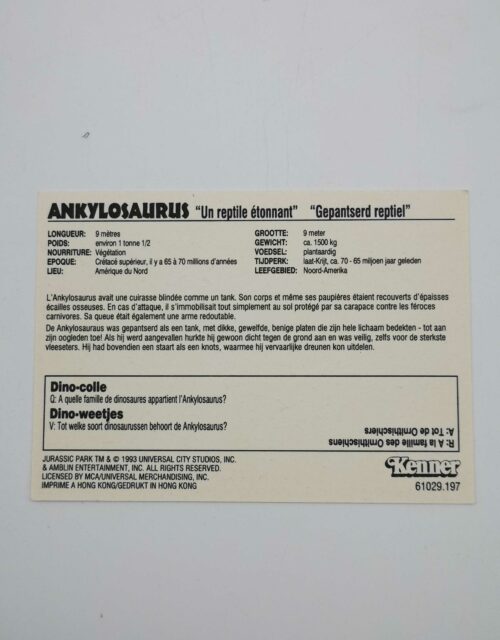 ANKYLOSAURUS "Un reptile étonnant" "Gepantserd reptiel"
LONGUEUR: 9 mètres
POIDS: environ 1 tonne 1/2
NOURRITURE: Végétation
EPOQUE: Crétacé supérieur, il y a 65 à 70 millions d'années
LIEU: Amérique du Nord
GROOTTE: 9 meter
GEWICHT: ca. 1500 kg
VOEDSEL: plantaardig
TIJDPERK: laat-Krijt, ca. 70 - 65 miljoen jaar geleden
LEEFGEBIED: Noord-Amerika
L'Ankylosaurus avait une cuirasse blindée comme un tank. Son corps et même ses paupières étaient recouverts d'épaisses
écailles osseuses. En cas d'attaque, il s'immobilisait tout simplement au sol protégé par sa carapace contre les féroces
carnivores. Sa queue était également une arme redoutable.
De Ankylosaurus was gepantserd als een tank, met dikke, gewelfde, benige platen die zijn hele lichaam bedekten - tot aan
zijn oogleden toe! Als hij werd aangevallen hurkte hij gewoon dicht tegen de grond aan en was veilig, zelfs voor de sterkste
vleeseters. Hij had bovendien een staart als een knots, waarmee hij vervaarlijke dreunen kon uitdelen.
Dino-colle
Q: A quelle famille de dinosaures appartient l'Ankylosaurus?
Dino-weetjes
V: Tot welke soort dinosaurussen behoort de Ankylosaurus?
R: A la famille des Ornithischiens
A: Tot de Ornithischiers
JURASSIC PARK TM & © 1993 UNIVERSAL CITY STUDIOS, INC.
& AMBLIN ENTERTAINMENT, INC. ALL RIGHTS RESERVED.
LICENSED BY MCA/UNIVERSAL MERCHANDISING, INC.
IMPRIME A HONG KONG/GEDRUKT IN HONG KONG
Kenner
61029.197